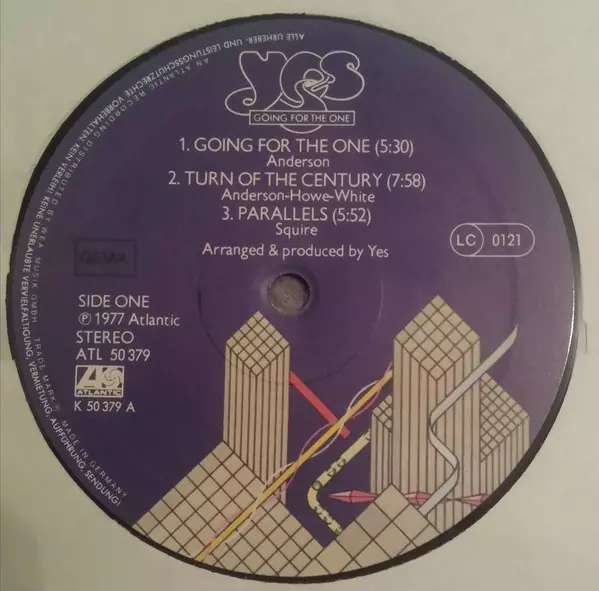 yes
GOING FOR THE ONE
1. GOING FOR THE ONE (5:30)
Anderson
2. TURN OF THE CENTURY (7:58)
Anderson-Howe-White
3. PARALLELS (5:52)
Squire
Arranged & produced by Yes
LC 0121
GEMA
SIDE ONE
℗ 1977 Atlantic
STEREO
ATL 50 379
ATLANTIC
K 50 379 A
ALLE URHEBER- UND LEISTUNGSSCHUTZRECHTE VORBEHALTEN. KEIN VERLEIH! KEINE UNERLAUBTE VERVIELFÄLTIGUNG, VERMIETUNG, AUFFÜHRUNG, SENDUNG!
AN ATLANTIC RECORDING DISTRIBUTED BY WEA MUSIK GMBH · TRADE MARK ® MADE IN GERMANY